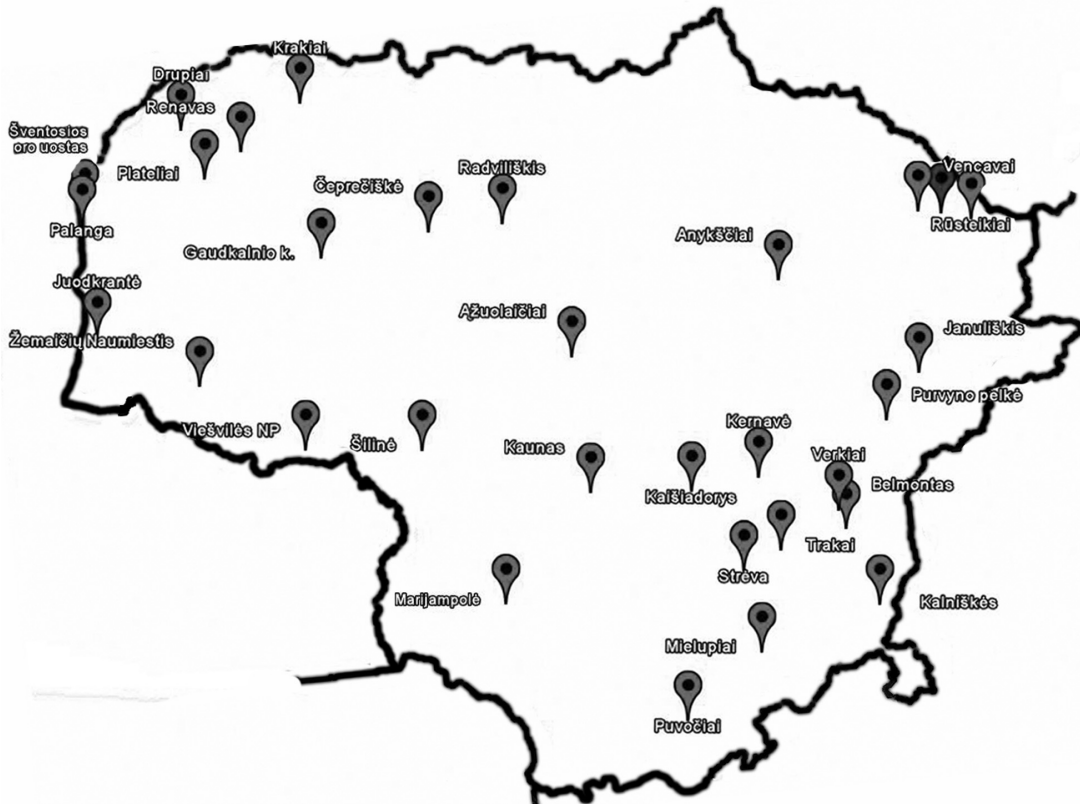 Krakiai
Drupiai
Renavas
Šventosios
oro uostas
Plateliai
Čeprečiškė
Radviliškis
Vencavai
Rūsteikiai
Palanga
Gaudkalnio k.
Anykščiai
Juodkrantė
Žemaičių Naumiestis
Ąžuolaičiai
Januliškis
Purvyno pelkė
Viešvilės NP
Šilinė
Kaunas
Kernavė
Kaišiadorys
Verkiai
Belmontas
Trakai
Strėva
Marijampolė
Kalniškės
Mielupiai
Puvočiai